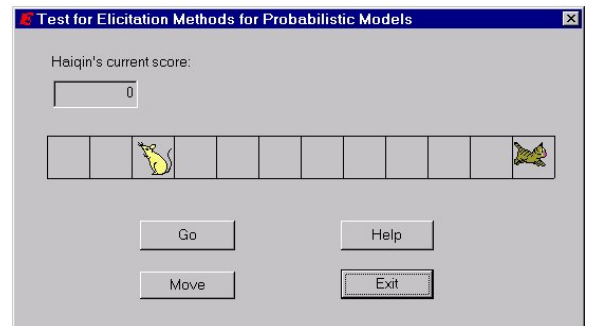 Test for Elicitation Methods for Probabilistic Models
Haiqin's current score:
0
Go
Help
Move
Exit